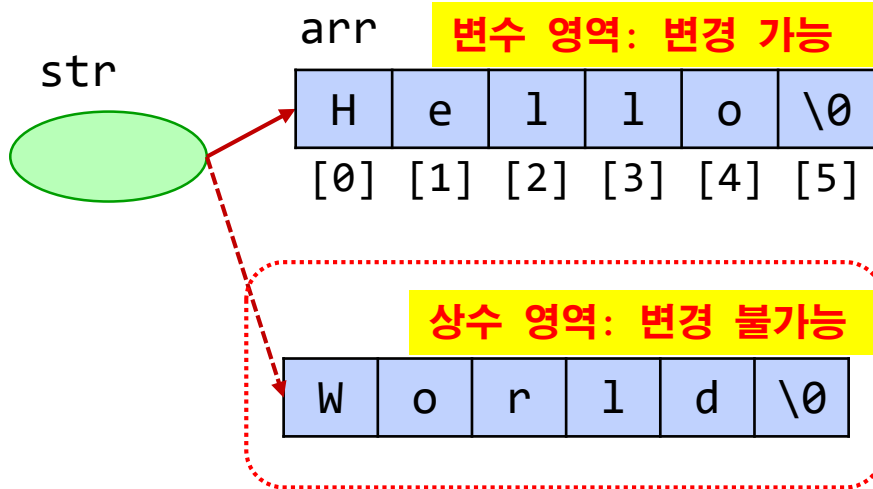 arr
변수 영역: 변경 가능
str
H e l l o \0
[0] [1] [2] [3] [4] [5]
상수 영역: 변경 불가능
W o r l d \0